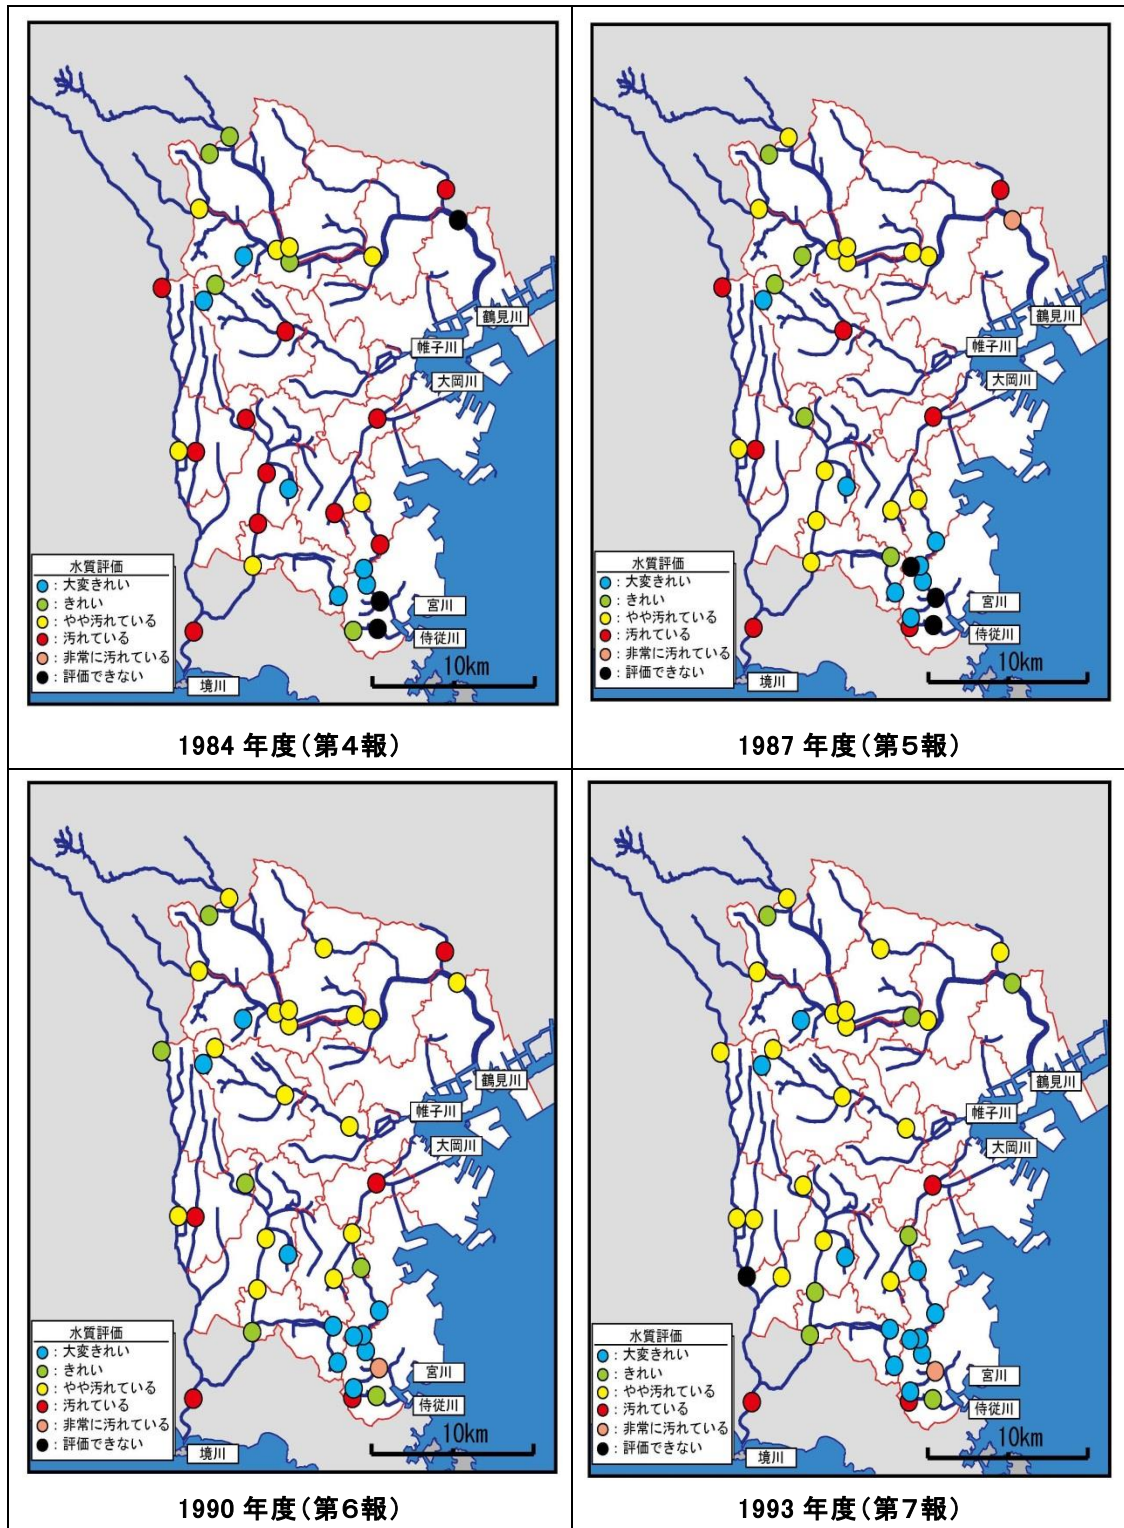 鶴見川
帷子川
大岡川
宮川
侍従川
境川
10km
水質評価
：大変きれい
：きれい
：やや汚れている
：汚れている
：非常に汚れている
：評価できない
1984 年度（第４報）
鶴見川
帷子川
大岡川
宮川
侍従川
境川
10km
水質評価
：大変きれい
：きれい
：やや汚れている
：汚れている
：非常に汚れている
：評価できない
1987 年度（第５報）
鶴見川
帷子川
大岡川
宮川
侍従川
境川
10km
水質評価
：大変きれい
：きれい
：やや汚れている
：汚れている
：非常に汚れている
：評価できない
1990 年度（第６報）
鶴見川
帷子川
大岡川
宮川
侍従川
境川
10km
水質評価
：大変きれい
：きれい
：やや汚れている
：汚れている
：非常に汚れている
：評価できない
1993 年度（第７報）